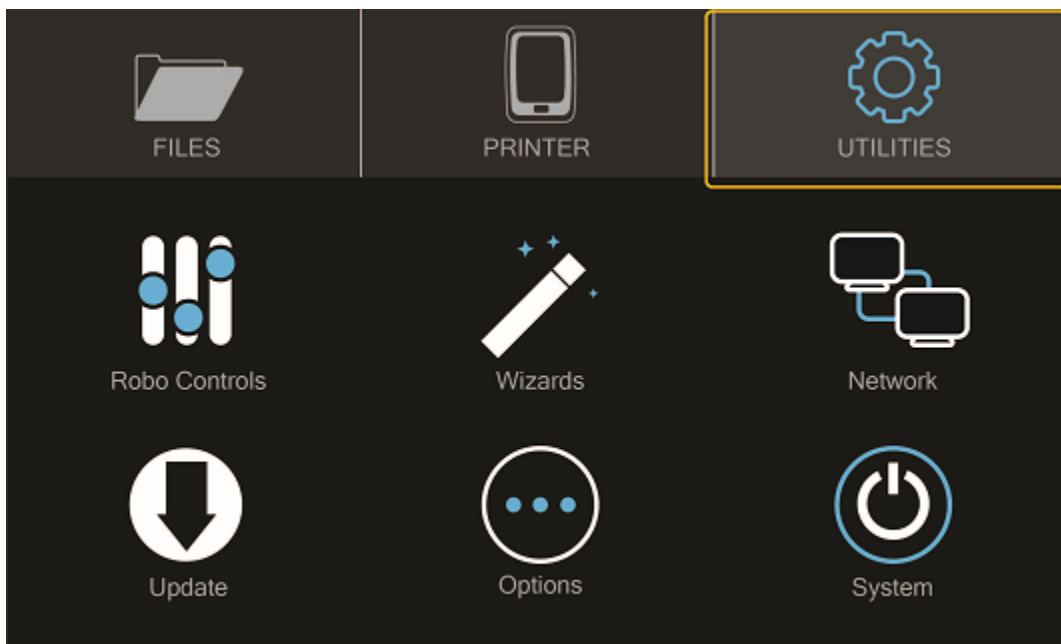 FILES
PRINTER
UTILITIES
Robo Controls
Wizards
Network
Update
Options
System